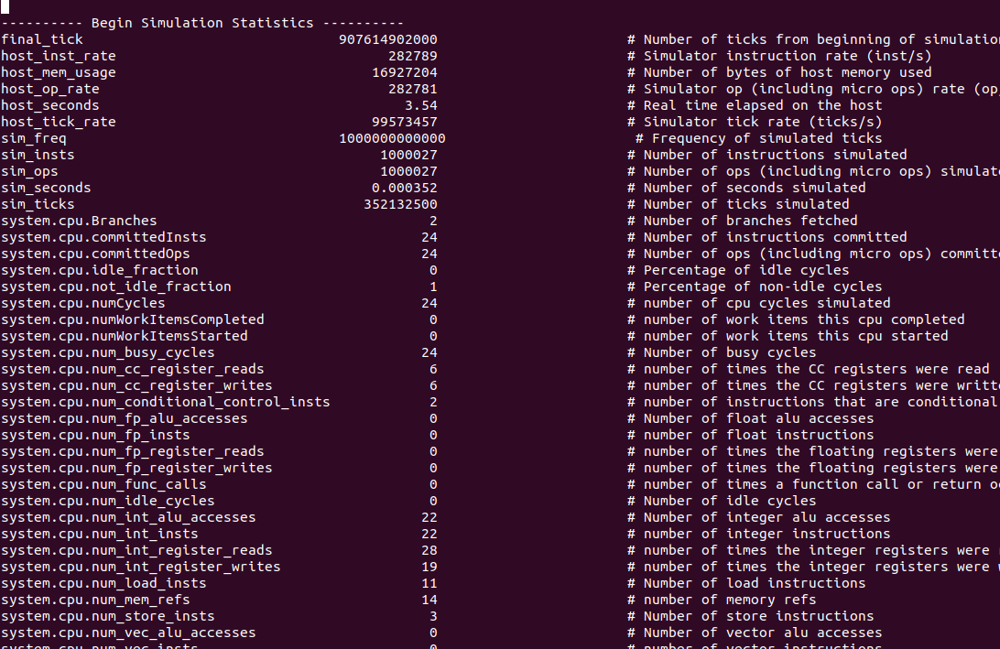 ---------- Begin Simulation Statistics ----------
final_tick 907614902000 # Number of ticks from beginning of simulation
host_inst_rate 282789 # Simulator instruction rate (inst/s)
host_mem_usage 16927204 # Number of bytes of host memory used
host_op_rate 282781 # Simulator op (including micro ops) rate (op
host_seconds 3.54 # Real time elapsed on the host
host_tick_rate 99573457 # Simulator tick rate (ticks/s)
sim_freq 1000000000000 # Frequency of simulated ticks
sim_insts 1000027 # Number of instructions simulated
sim_ops 1000027 # Number of ops (including micro ops) simulat
sim_seconds 0.000352 # Number of seconds simulated
sim_ticks 352132500 # Number of ticks simulated
system.cpu.Branches 2 # Number of branches fetched
system.cpu.committedInsts 24 # Number of instructions committed
system.cpu.committedOps 24 # Number of ops (including micro ops) committ
system.cpu.idle_fraction 0 # Percentage of idle cycles
system.cpu.not_idle_fraction 1 # Percentage of non-idle cycles
system.cpu.numCycles 24 # number of cpu cycles simulated
system.cpu.numWorkItemsCompleted 0 # number of work items this cpu completed
system.cpu.numWorkItemsStarted 0 # number of work items this cpu started
system.cpu.num_busy_cycles 24 # Number of busy cycles
system.cpu.num_cc_register_reads 6 # number of times the CC registers were read
system.cpu.num_cc_register_writes 6 # number of times the CC registers were writt
system.cpu.num_conditional_control_insts 2 # number of instructions that are conditional
system.cpu.num_fp_alu_accesses 0 # Number of float alu accesses
system.cpu.num_fp_insts 0 # number of float instructions
system.cpu.num_fp_register_reads 0 # number of times the floating registers were
system.cpu.num_fp_register_writes 0 # number of times the floating registers were
system.cpu.num_func_calls 0 # number of times a function call or return o
system.cpu.num_idle_cycles 0 # Number of idle cycles
system.cpu.num_int_alu_accesses 22 # Number of integer alu accesses
system.cpu.num_int_insts 22 # number of integer instructions
system.cpu.num_int_register_reads 28 # number of times the integer registers were
system.cpu.num_int_register_writes 19 # number of times the integer registers were
system.cpu.num_load_insts 11 # Number of load instructions
system.cpu.num_mem_refs 14 # number of memory refs
system.cpu.num_store_insts 3 # Number of store instructions
system.cpu.num_vec_alu_accesses 0 # Number of vector alu accesses
system.cpu.num_vec_insts 0 # number of vector instructions